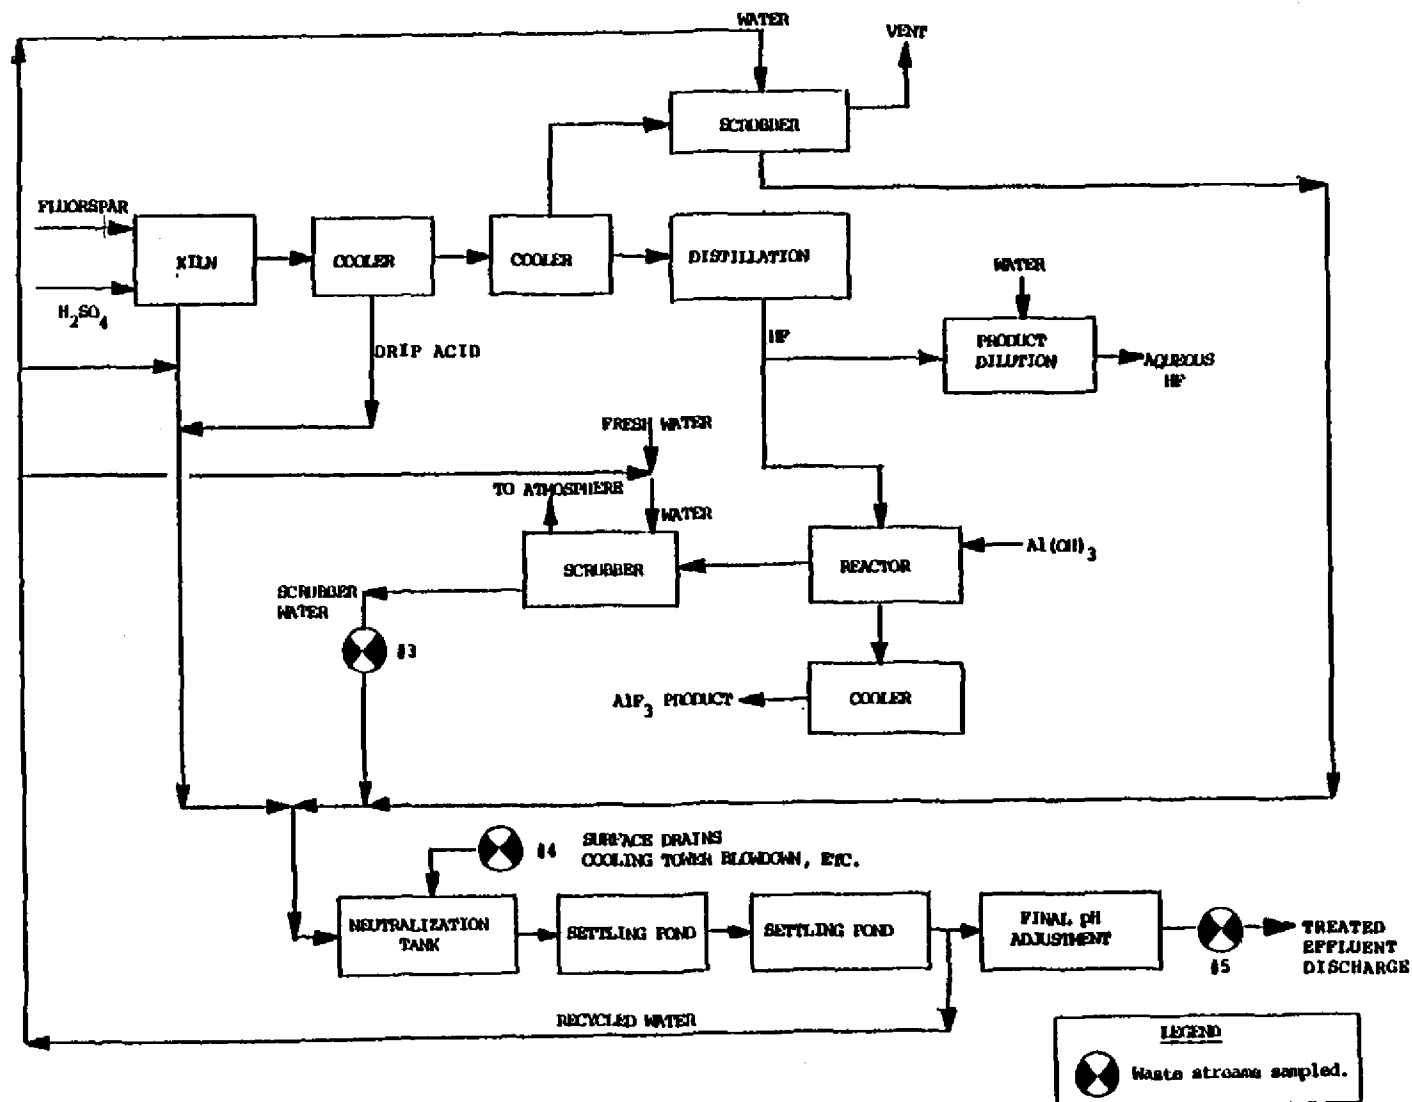 WATER
VENT
SCRUBBER
FLUORSPAR
KILN
COOLER
COOLER
DISTILLATION
WATER
H2SO4
DRIP ACID
HF
PRODUCT
DILUTION
AQUEOUS
HF
FRESH WATER
TO ATMOSPHERE
WATER
Al(OH)3
SCRUBBER
REACTOR
SCRUBBER
WATER
#3
AlF3 PRODUCT
COOLER
#4
SURFACE DRAINS
COOLING TOWER BLOWDOWN, ETC.
NEUTRALIZATION
TANK
SETTLING POND
SETTLING POND
FINAL pH
ADJUSTMENT
#5
TREATED
EFFLUENT
DISCHARGE
RECYCLED WATER
LEGEND
Waste streams sampled.